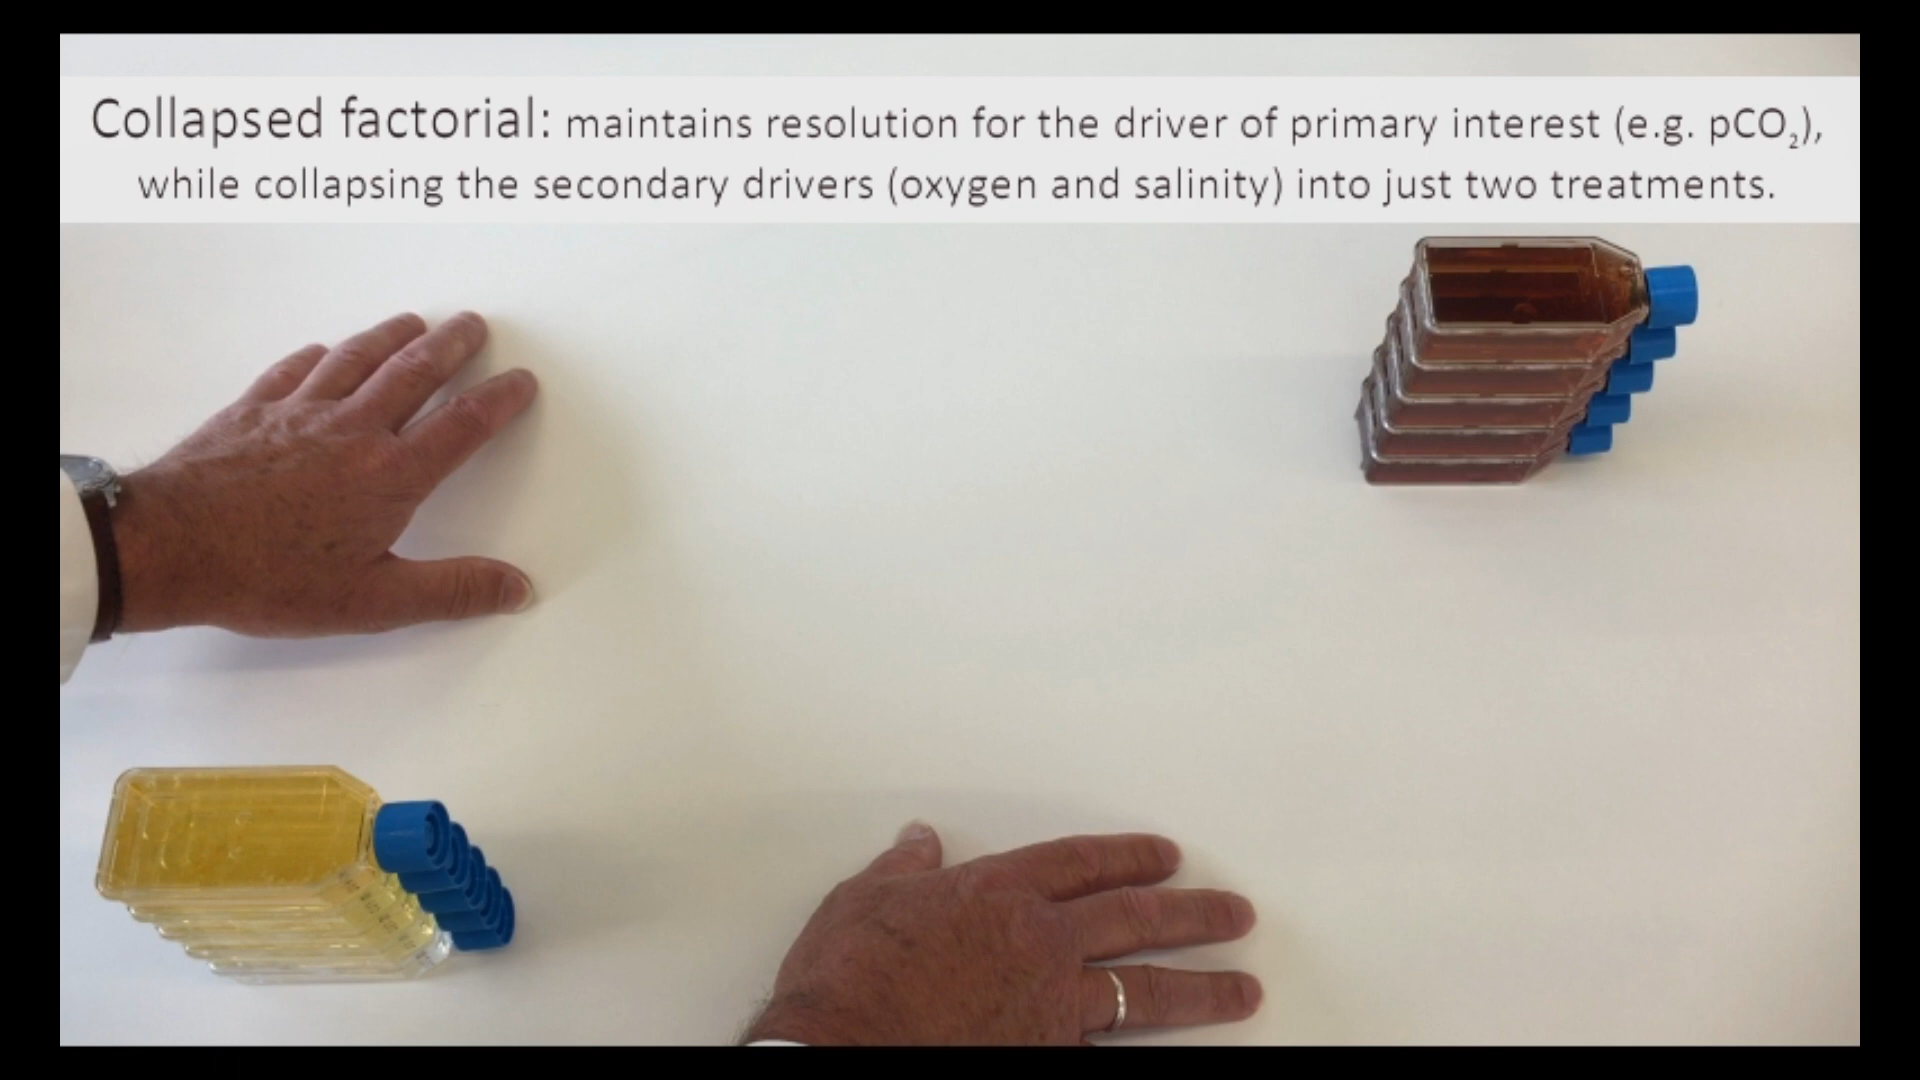 Collapsed factorial: maintains resolution for the driver of primary interest (e.g. pCO₂),
while collapsing the secondary drivers (oxygen and salinity) into just two treatments.